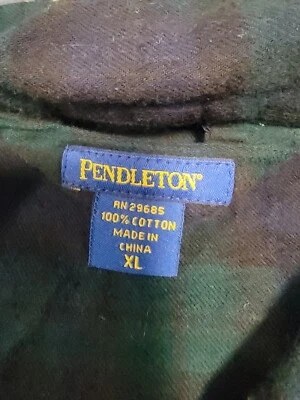 PENDLETON®
RN 29685
100% COTTON
MADE IN
CHINA
XL